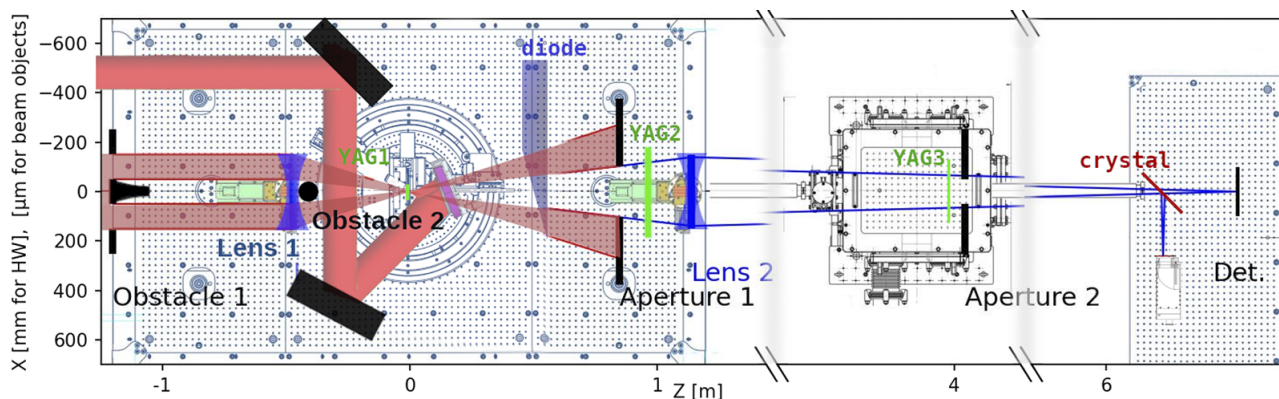 X [mm for HW], [μm for beam objects]
−600
−400
−200
0
200
400
600
diode
YAG1
YAG2
YAG3
crystal
Obstacle 2
Lens 1
Lens 2
Det.
Obstacle 1
Aperture 1
Aperture 2
-1
0
1
Z [m]
4
6